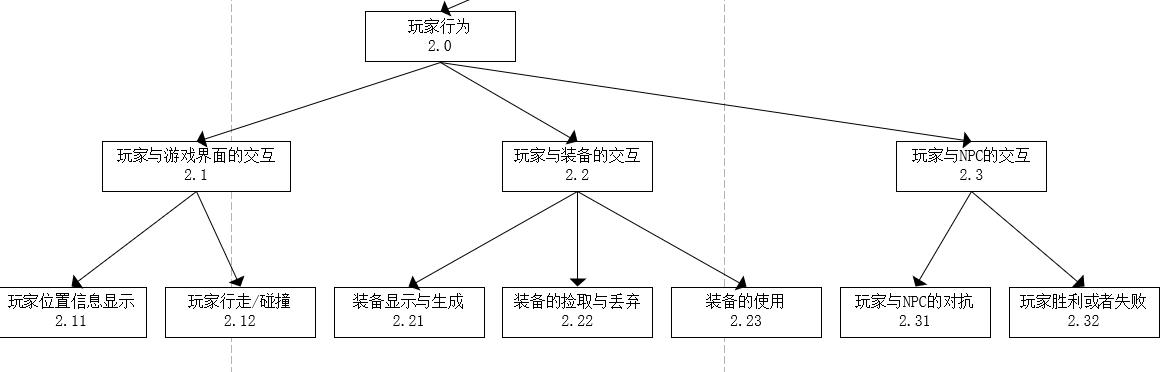 玩家行为
2.0
玩家与游戏界面的交互
2.1
玩家与装备的交互
2.2
玩家与NPC的交互
2.3
玩家位置信息显示
2.11
玩家行走/碰撞
2.12
装备显示与生成
2.21
装备的捡取与丢弃
2.22
装备的使用
2.23
玩家与NPC的对抗
2.31
玩家胜利或者失败
2.32